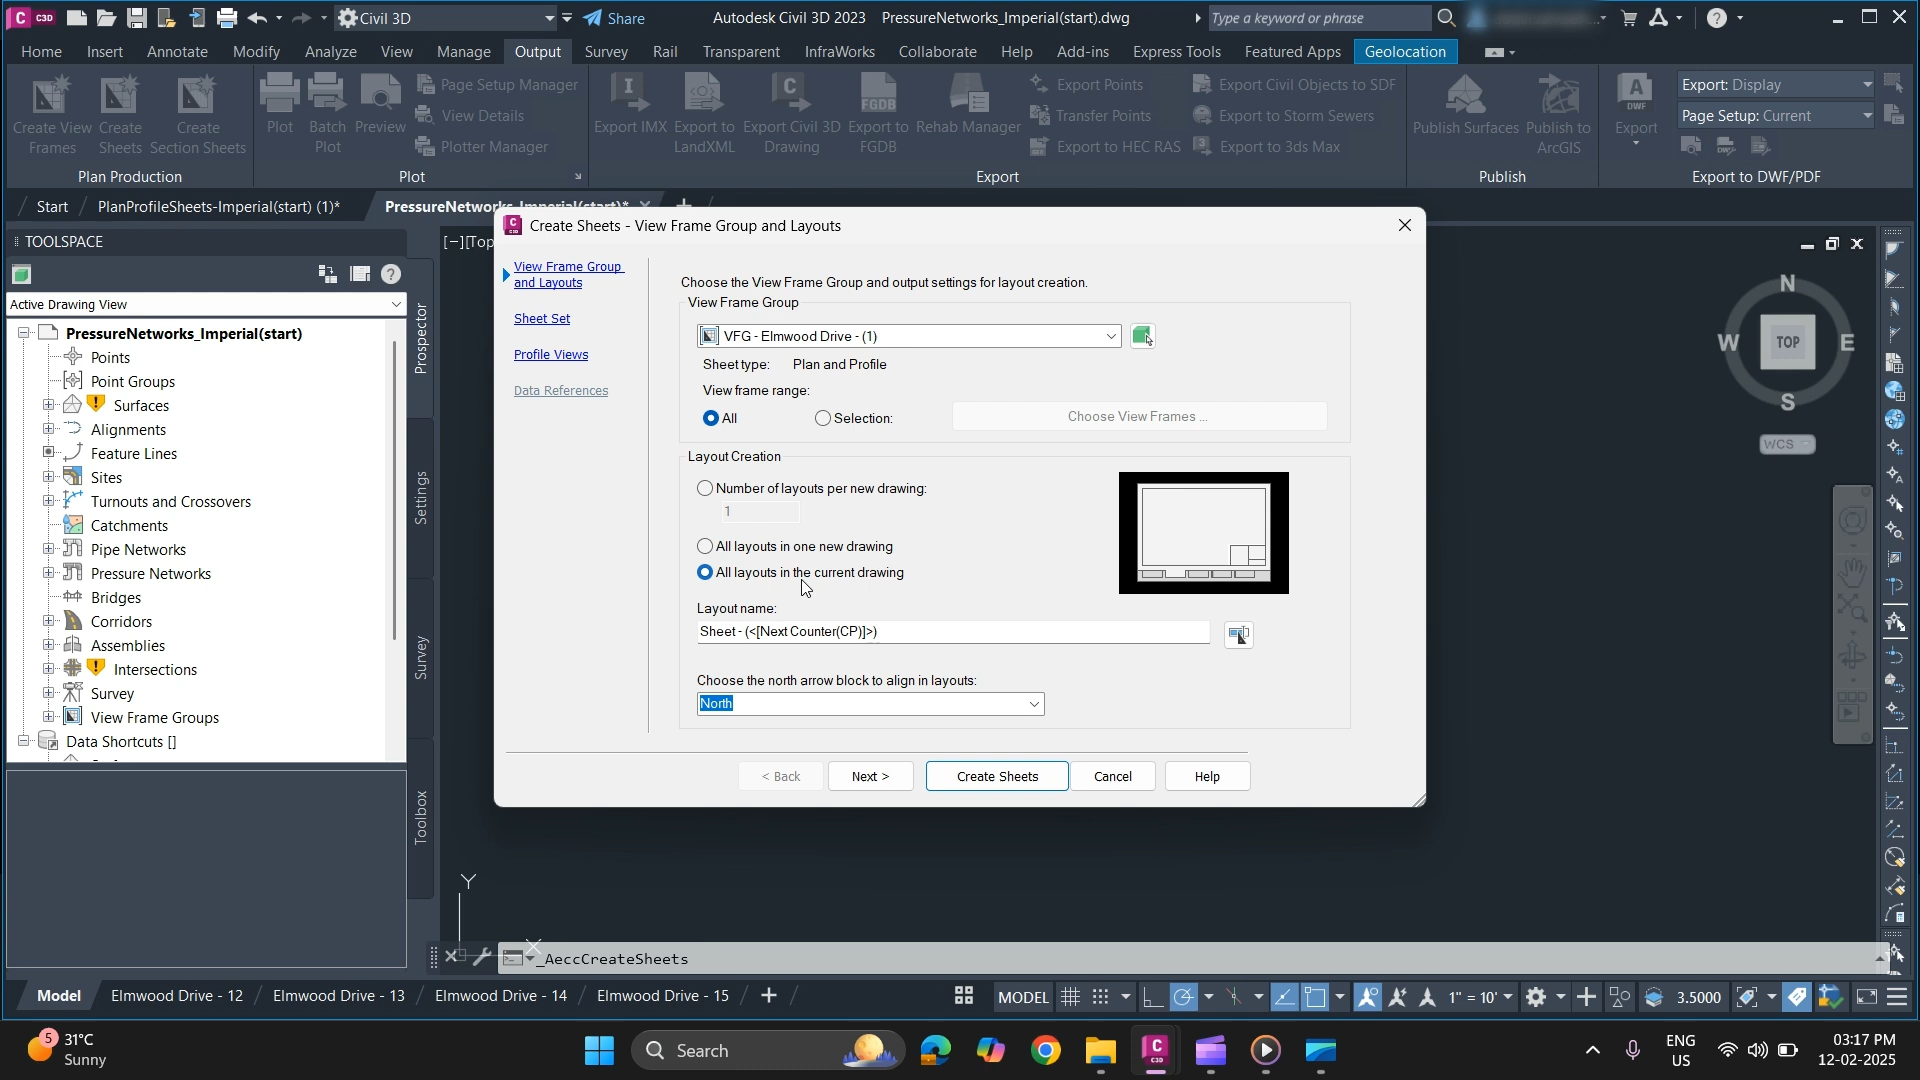 C3D
Civil 3D
Share
Autodesk Civil 3D 2023 PressureNetworks_Imperial(start).dwg
Type a keyword or phrase
Home Insert Annotate Modify Analyze View Manage Output Survey Rail Transparent InfraWorks Collaborate Help Add-ins Express Tools Featured Apps Geolocation
Create View Frames
Create Sheets
Create Section Sheets
Plan Production
Plot
Batch Plot
Preview
Page Setup Manager
View Details
Plotter Manager
Plot
Export IMX
Export to LandXML
Export Civil 3D Drawing
FGDB
Export to FGDB
Rehab Manager
Export Points
Transfer Points
Export to HEC RAS
Export Civil Objects to SDF
Export to Storm Sewers
Export to 3ds Max
Export
Publish Surfaces
Publish to ArcGIS
Publish
DWF
Export
Export: Display
Page Setup: Current
Export to DWF/PDF
Start
PlanProfileSheets-Imperial(start) (1)*
PressureNetworks_Imperial(start)*
TOOLSPACE
Active Drawing View
PressureNetworks_Imperial(start)
Points
Point Groups
Surfaces
Alignments
Feature Lines
Sites
Turnouts and Crossovers
Catchments
Pipe Networks
Pressure Networks
Bridges
Corridors
Assemblies
Intersections
Survey
View Frame Groups
Data Shortcuts []
Prospector
Settings
Survey
Toolbox
[−][Top
Create Sheets - View Frame Group and Layouts
View Frame Group
and Layouts
Sheet Set
Profile Views
Data References
Choose the View Frame Group and output settings for layout creation.
View Frame Group
VFG - Elmwood Drive - (1)
Sheet type: Plan and Profile
View frame range:
All Selection: Choose View Frames ...
Layout Creation
Number of layouts per new drawing:
1
All layouts in one new drawing
All layouts in the current drawing
Layout name:
Sheet - (<[Next Counter(CP)]>)
Choose the north arrow block to align in layouts:
North
< Back Next > Create Sheets Cancel Help
N
W TOP E
S
WCS
Y
X
_AeccCreateSheets
Model Elmwood Drive - 12 Elmwood Drive - 13 Elmwood Drive - 14 Elmwood Drive - 15
MODEL 1" = 10' 3.5000
5
31°C
Sunny
Search
ENG
US
03:17 PM
12-02-2025